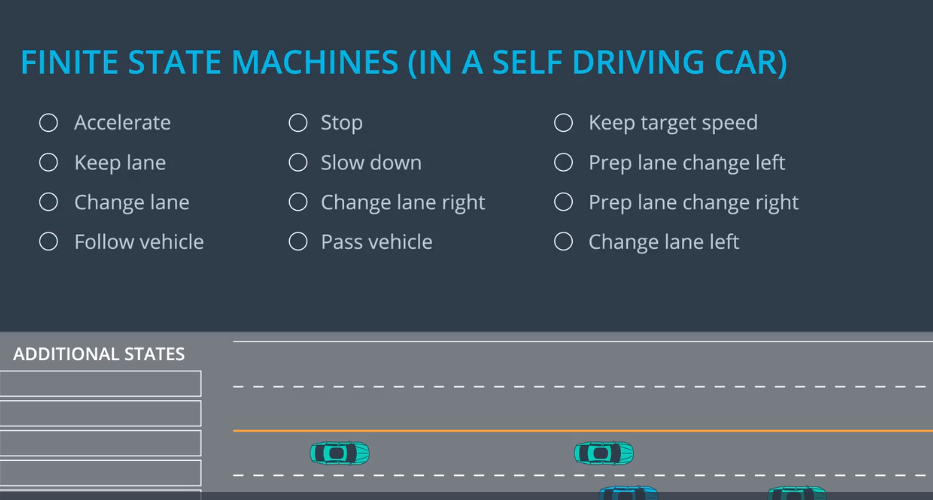 FINITE STATE MACHINES (IN A SELF DRIVING CAR)
Accelerate
Keep lane
Change lane
Follow vehicle
Stop
Slow down
Change lane right
Pass vehicle
Keep target speed
Prep lane change left
Prep lane change right
Change lane left
ADDITIONAL STATES